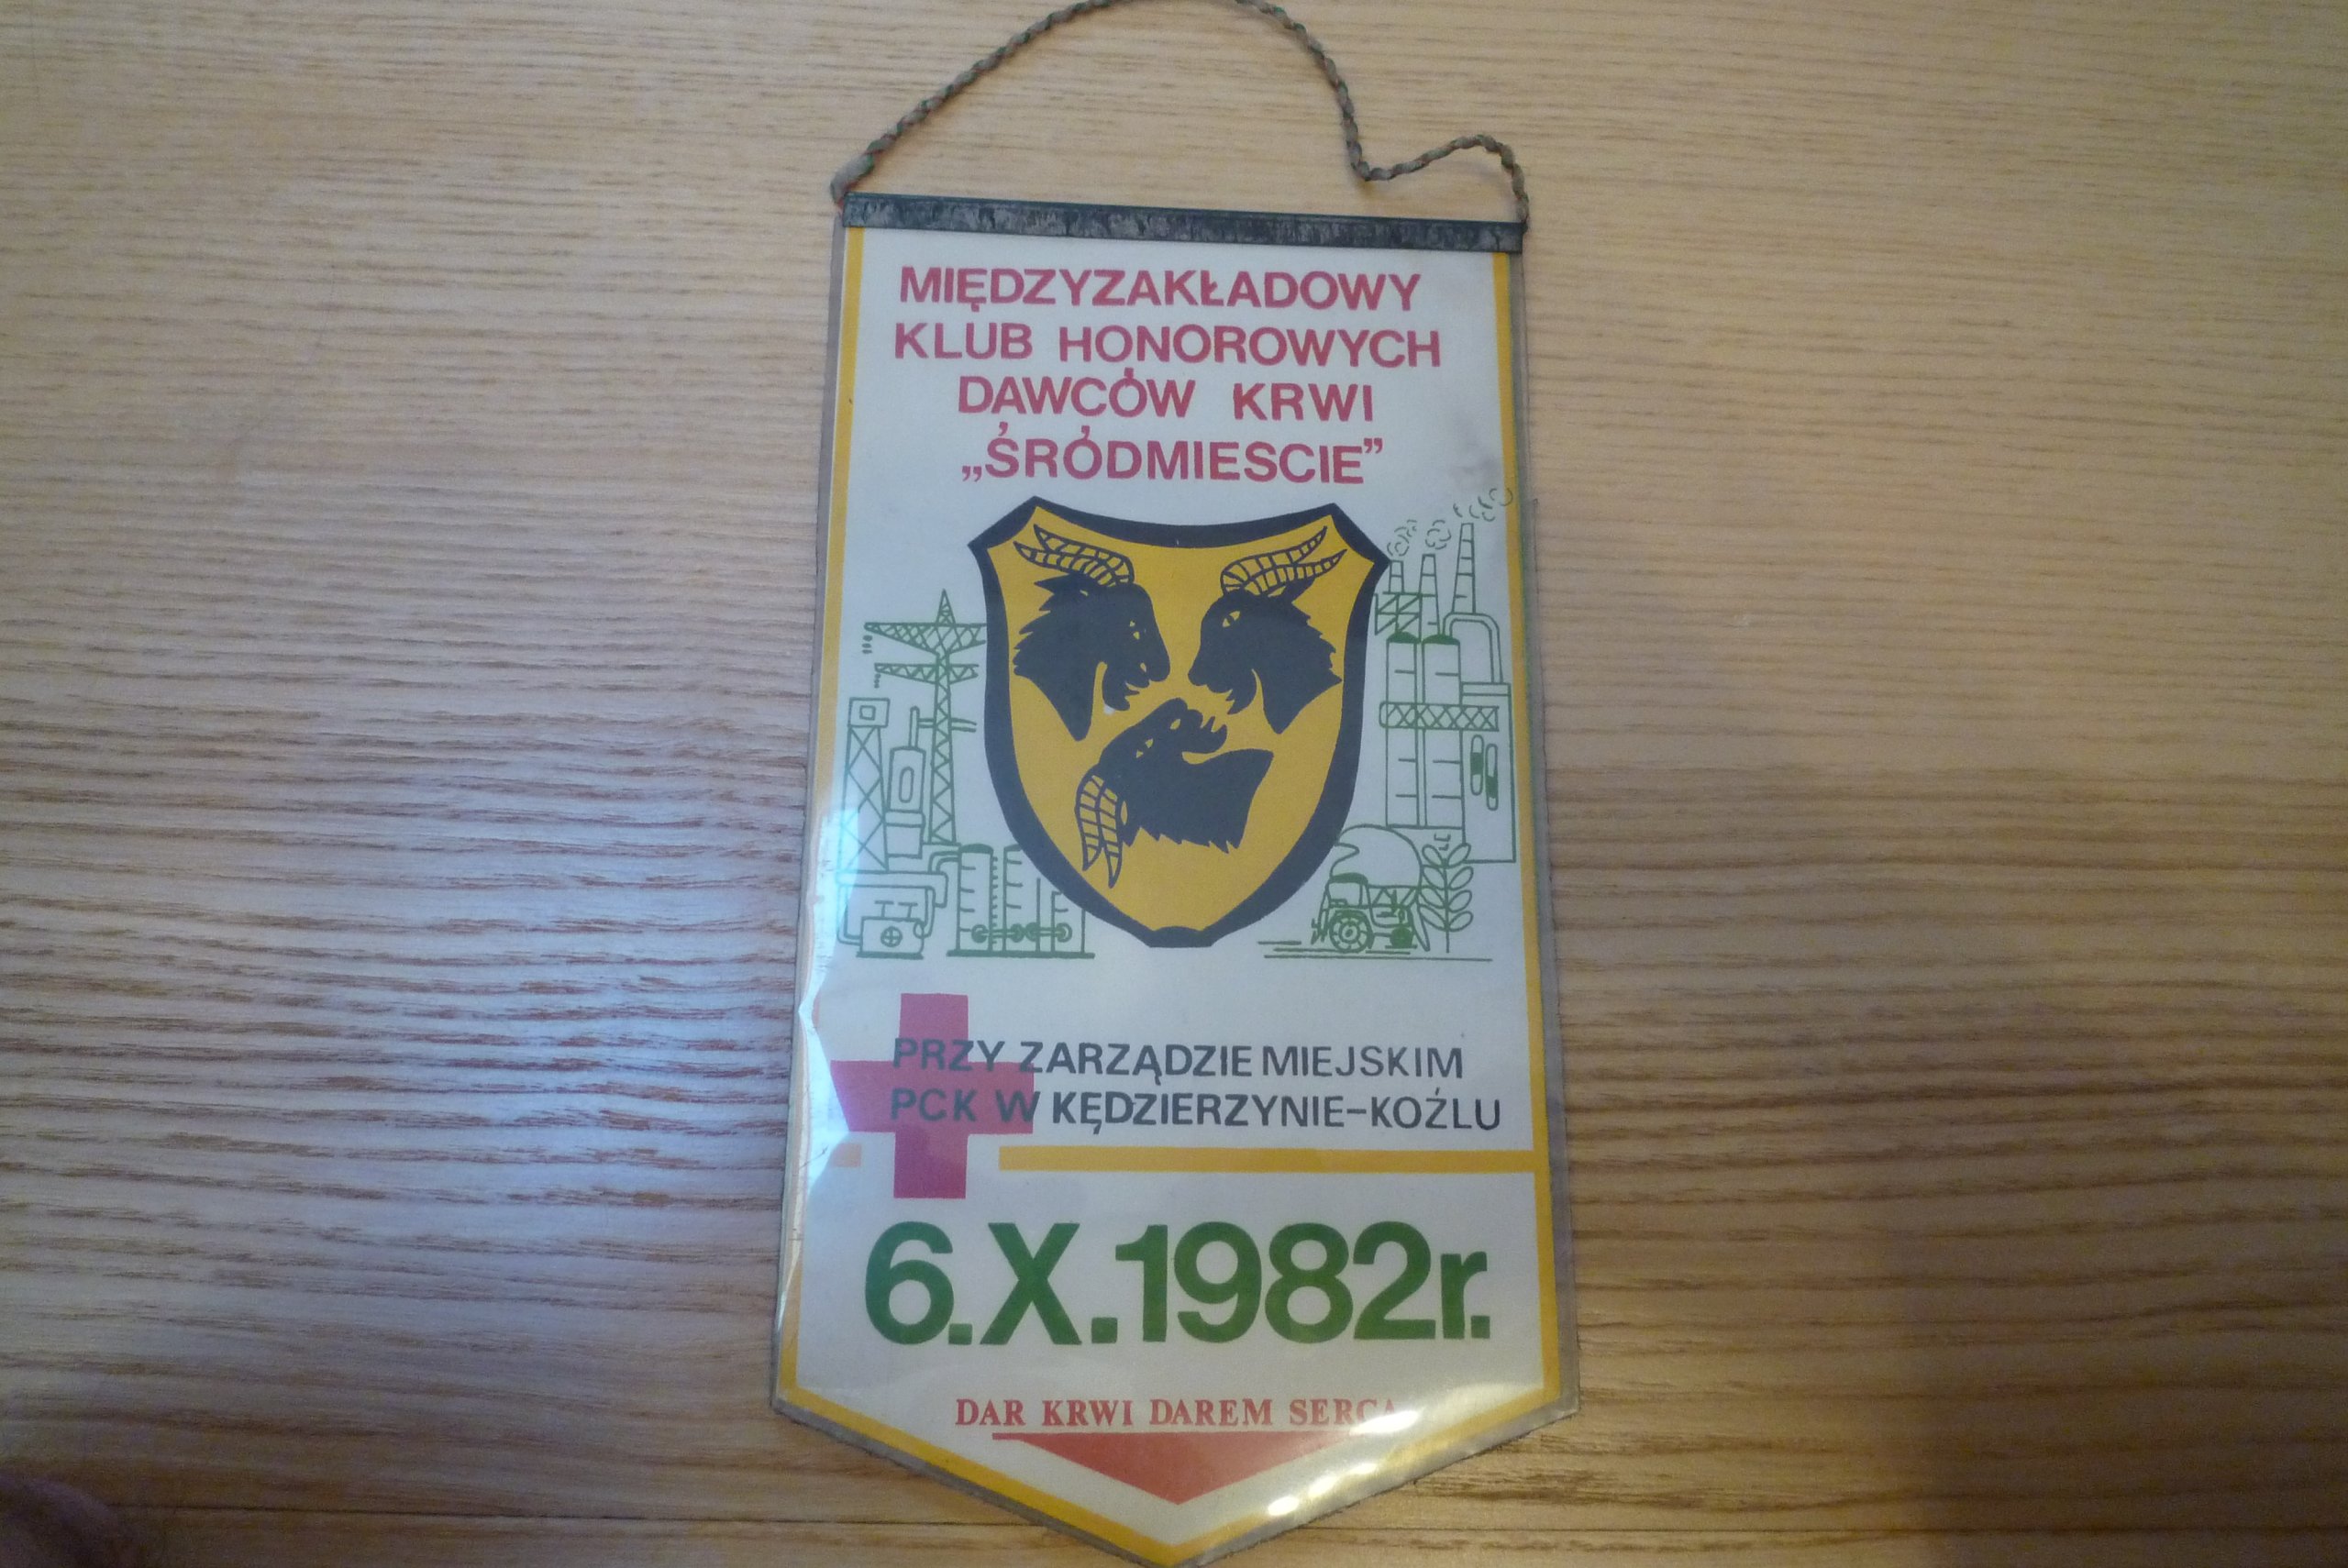 MIĘDZYZAKŁADOWY
KLUB HONOROWYCH
DAWCÓW KRWI
„ŚRÓDMIESCIE”
PRZY ZARZĄDZIE MIEJSKIM
PCK W KĘDZIERZYNIE–KOŹLU
6.X.1982r.
DAR KRWI DAREM SERCA